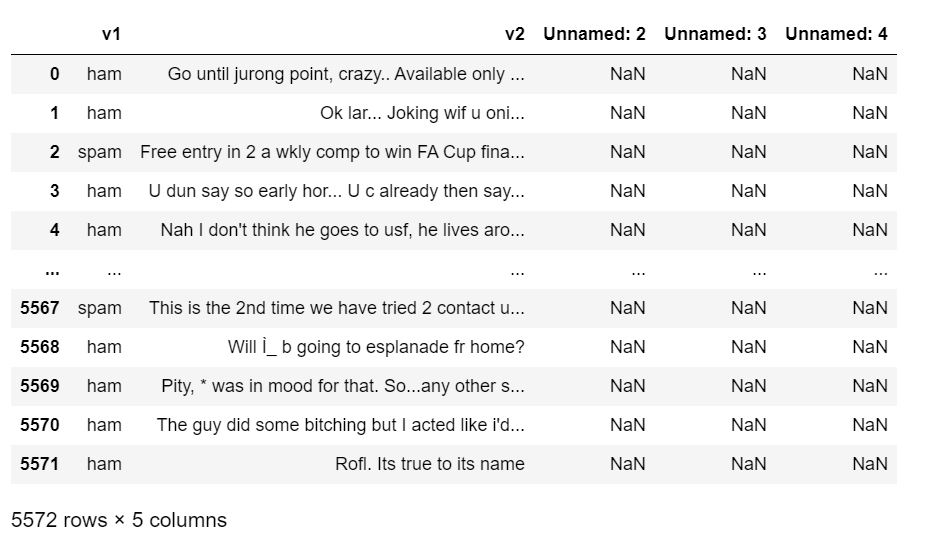 v1 v2 Unnamed: 2 Unnamed: 3 Unnamed: 4
0 ham Go until jurong point, crazy.. Available only ... NaN NaN NaN
1 ham Ok lar... Joking wif u oni... NaN NaN NaN
2 spam Free entry in 2 a wkly comp to win FA Cup fina... NaN NaN NaN
3 ham U dun say so early hor... U c already then say... NaN NaN NaN
4 ham Nah I don't think he goes to usf, he lives aro... NaN NaN NaN
... ... ... ... ... ...
5567 spam This is the 2nd time we have tried 2 contact u... NaN NaN NaN
5568 ham Will Ì_ b going to esplanade fr home? NaN NaN NaN
5569 ham Pity, * was in mood for that. So...any other s... NaN NaN NaN
5570 ham The guy did some bitching but I acted like i'd... NaN NaN NaN
5571 ham Rofl. Its true to its name NaN NaN NaN
5572 rows × 5 columns